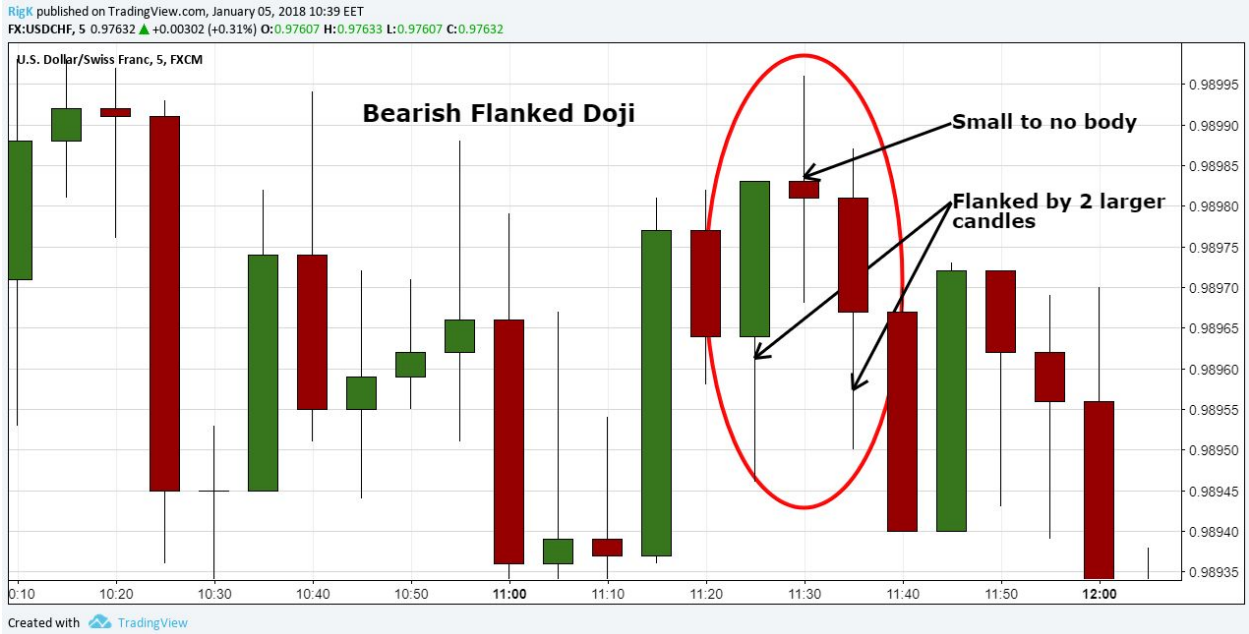 RigK published on TradingView.com, January 05, 2018 10:39 EET
FX:USDCHF, 5 0.97632 ▲ +0.00302 (+0.31%) O:0.97607 H:0.97633 L:0.97607 C:0.97632
U.S. Dollar/Swiss Franc, 5, FXCM
Bearish Flanked Doji
Small to no body
Flanked by 2 larger
candles
0.98995
0.98990
0.98985
0.98980
0.98975
0.98970
0.98965
0.98960
0.98955
0.98950
0.98945
0.98940
0.98935
0:10 10:20 10:30 10:40 10:50 11:00 11:10 11:20 11:30 11:40 11:50 12:00
Created with TradingView